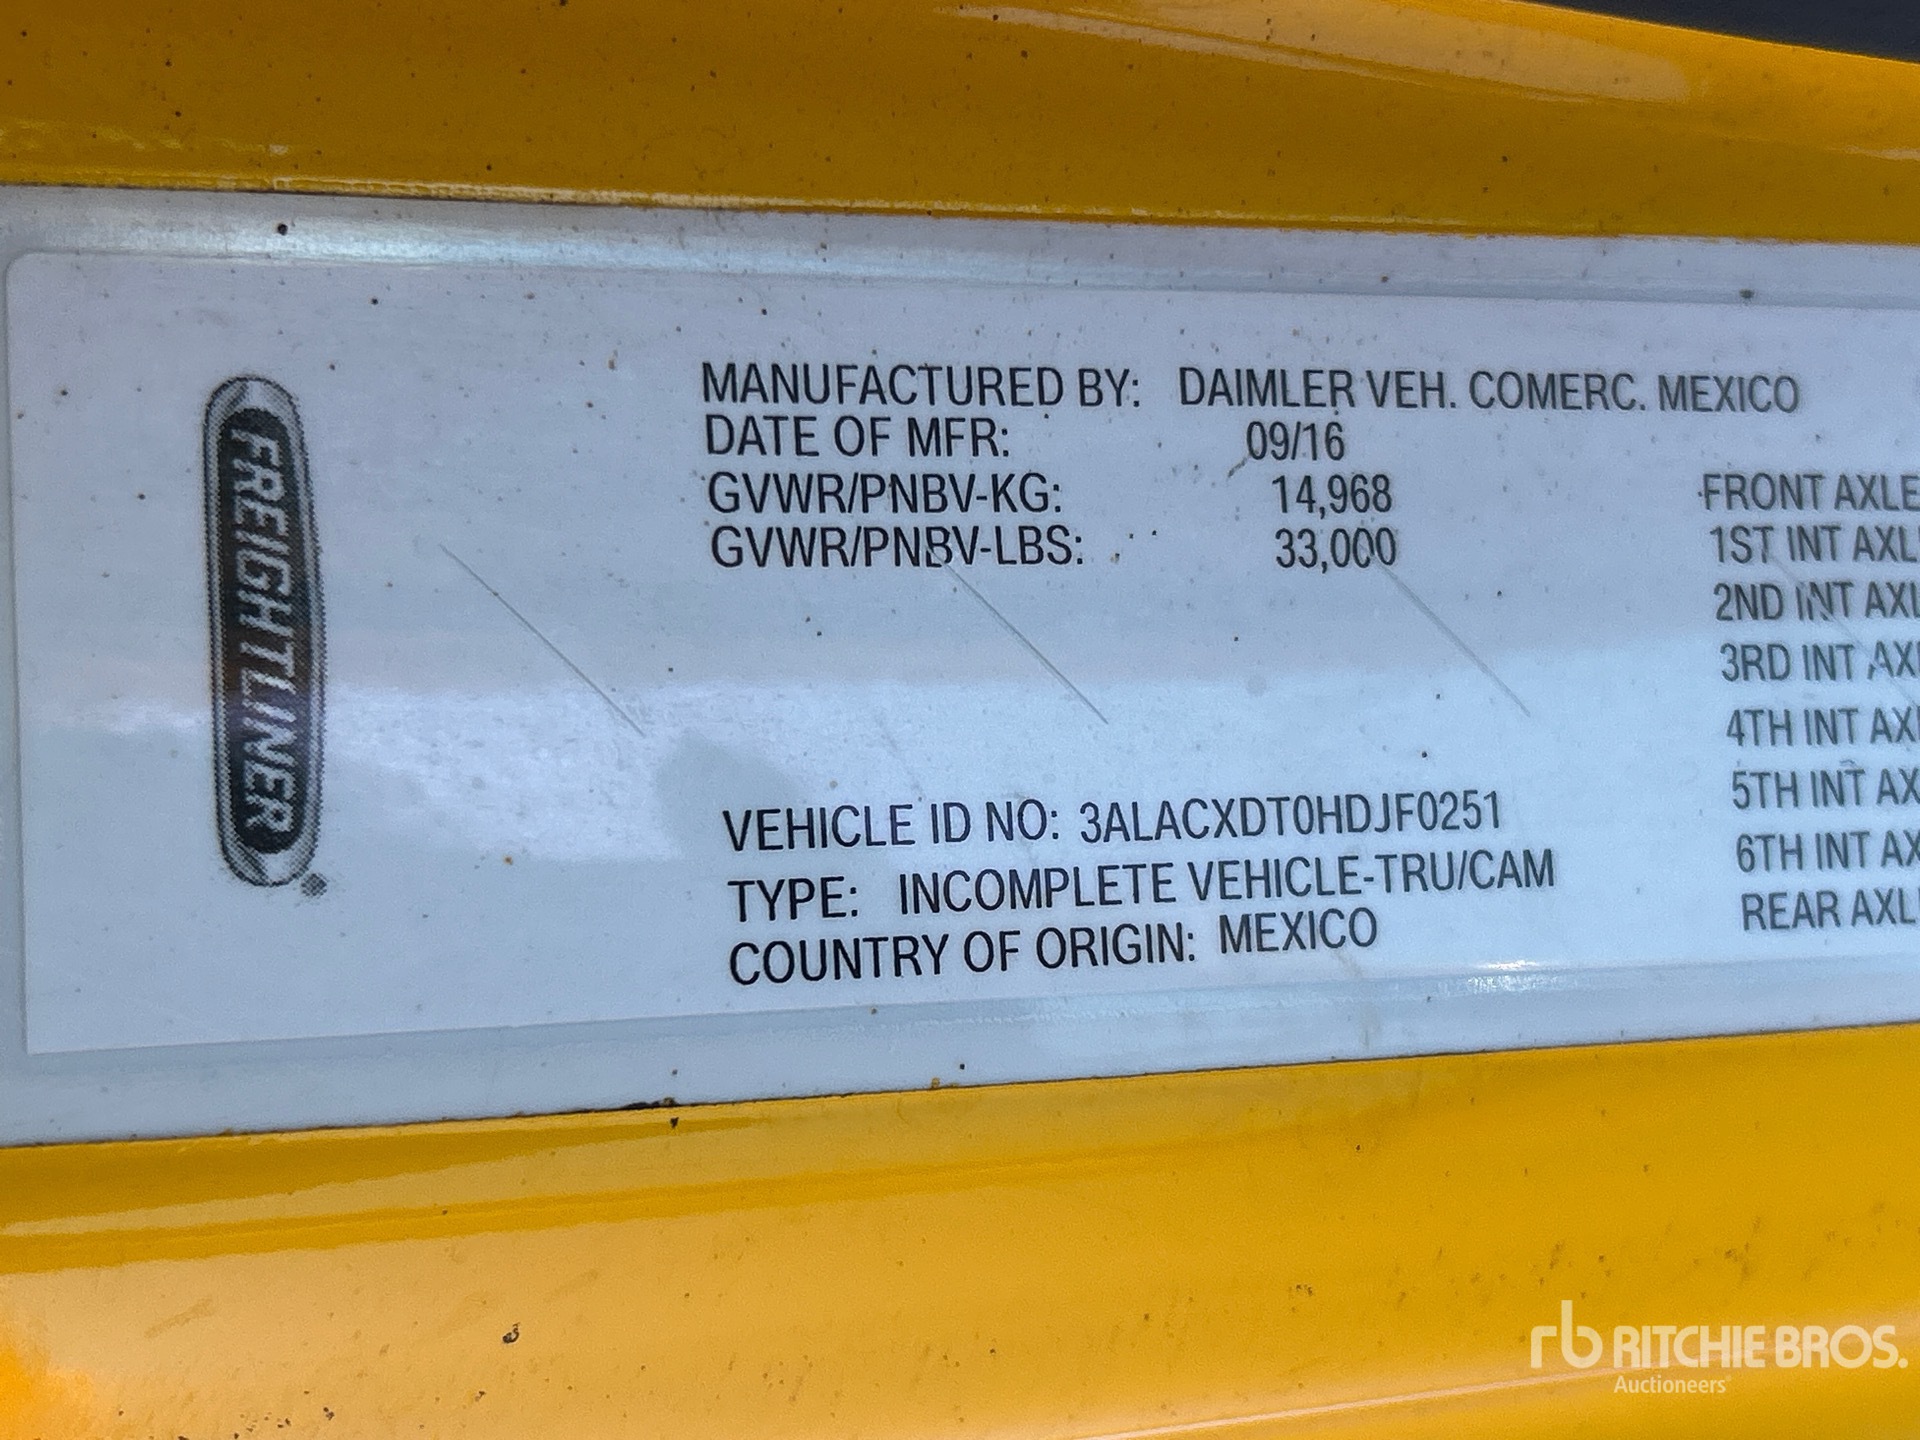 FREIGHTLINER®
MANUFACTURED BY: DAIMLER VEH. COMERC. MEXICO
DATE OF MFR: 09/16
GVWR/PNBV-KG: 14,968
GVWR/PNBV-LBS: 33,000
VEHICLE ID NO: 3ALACXDT0HDJF0251
TYPE: INCOMPLETE VEHICLE-TRU/CAM
COUNTRY OF ORIGIN: MEXICO
FRONT AXLE
1ST INT AXL
2ND INT AXL
3RD INT AX
4TH INT AX
5TH INT AX
6TH INT AX
REAR AXL
rb RITCHIE BROS.
Auctioneers